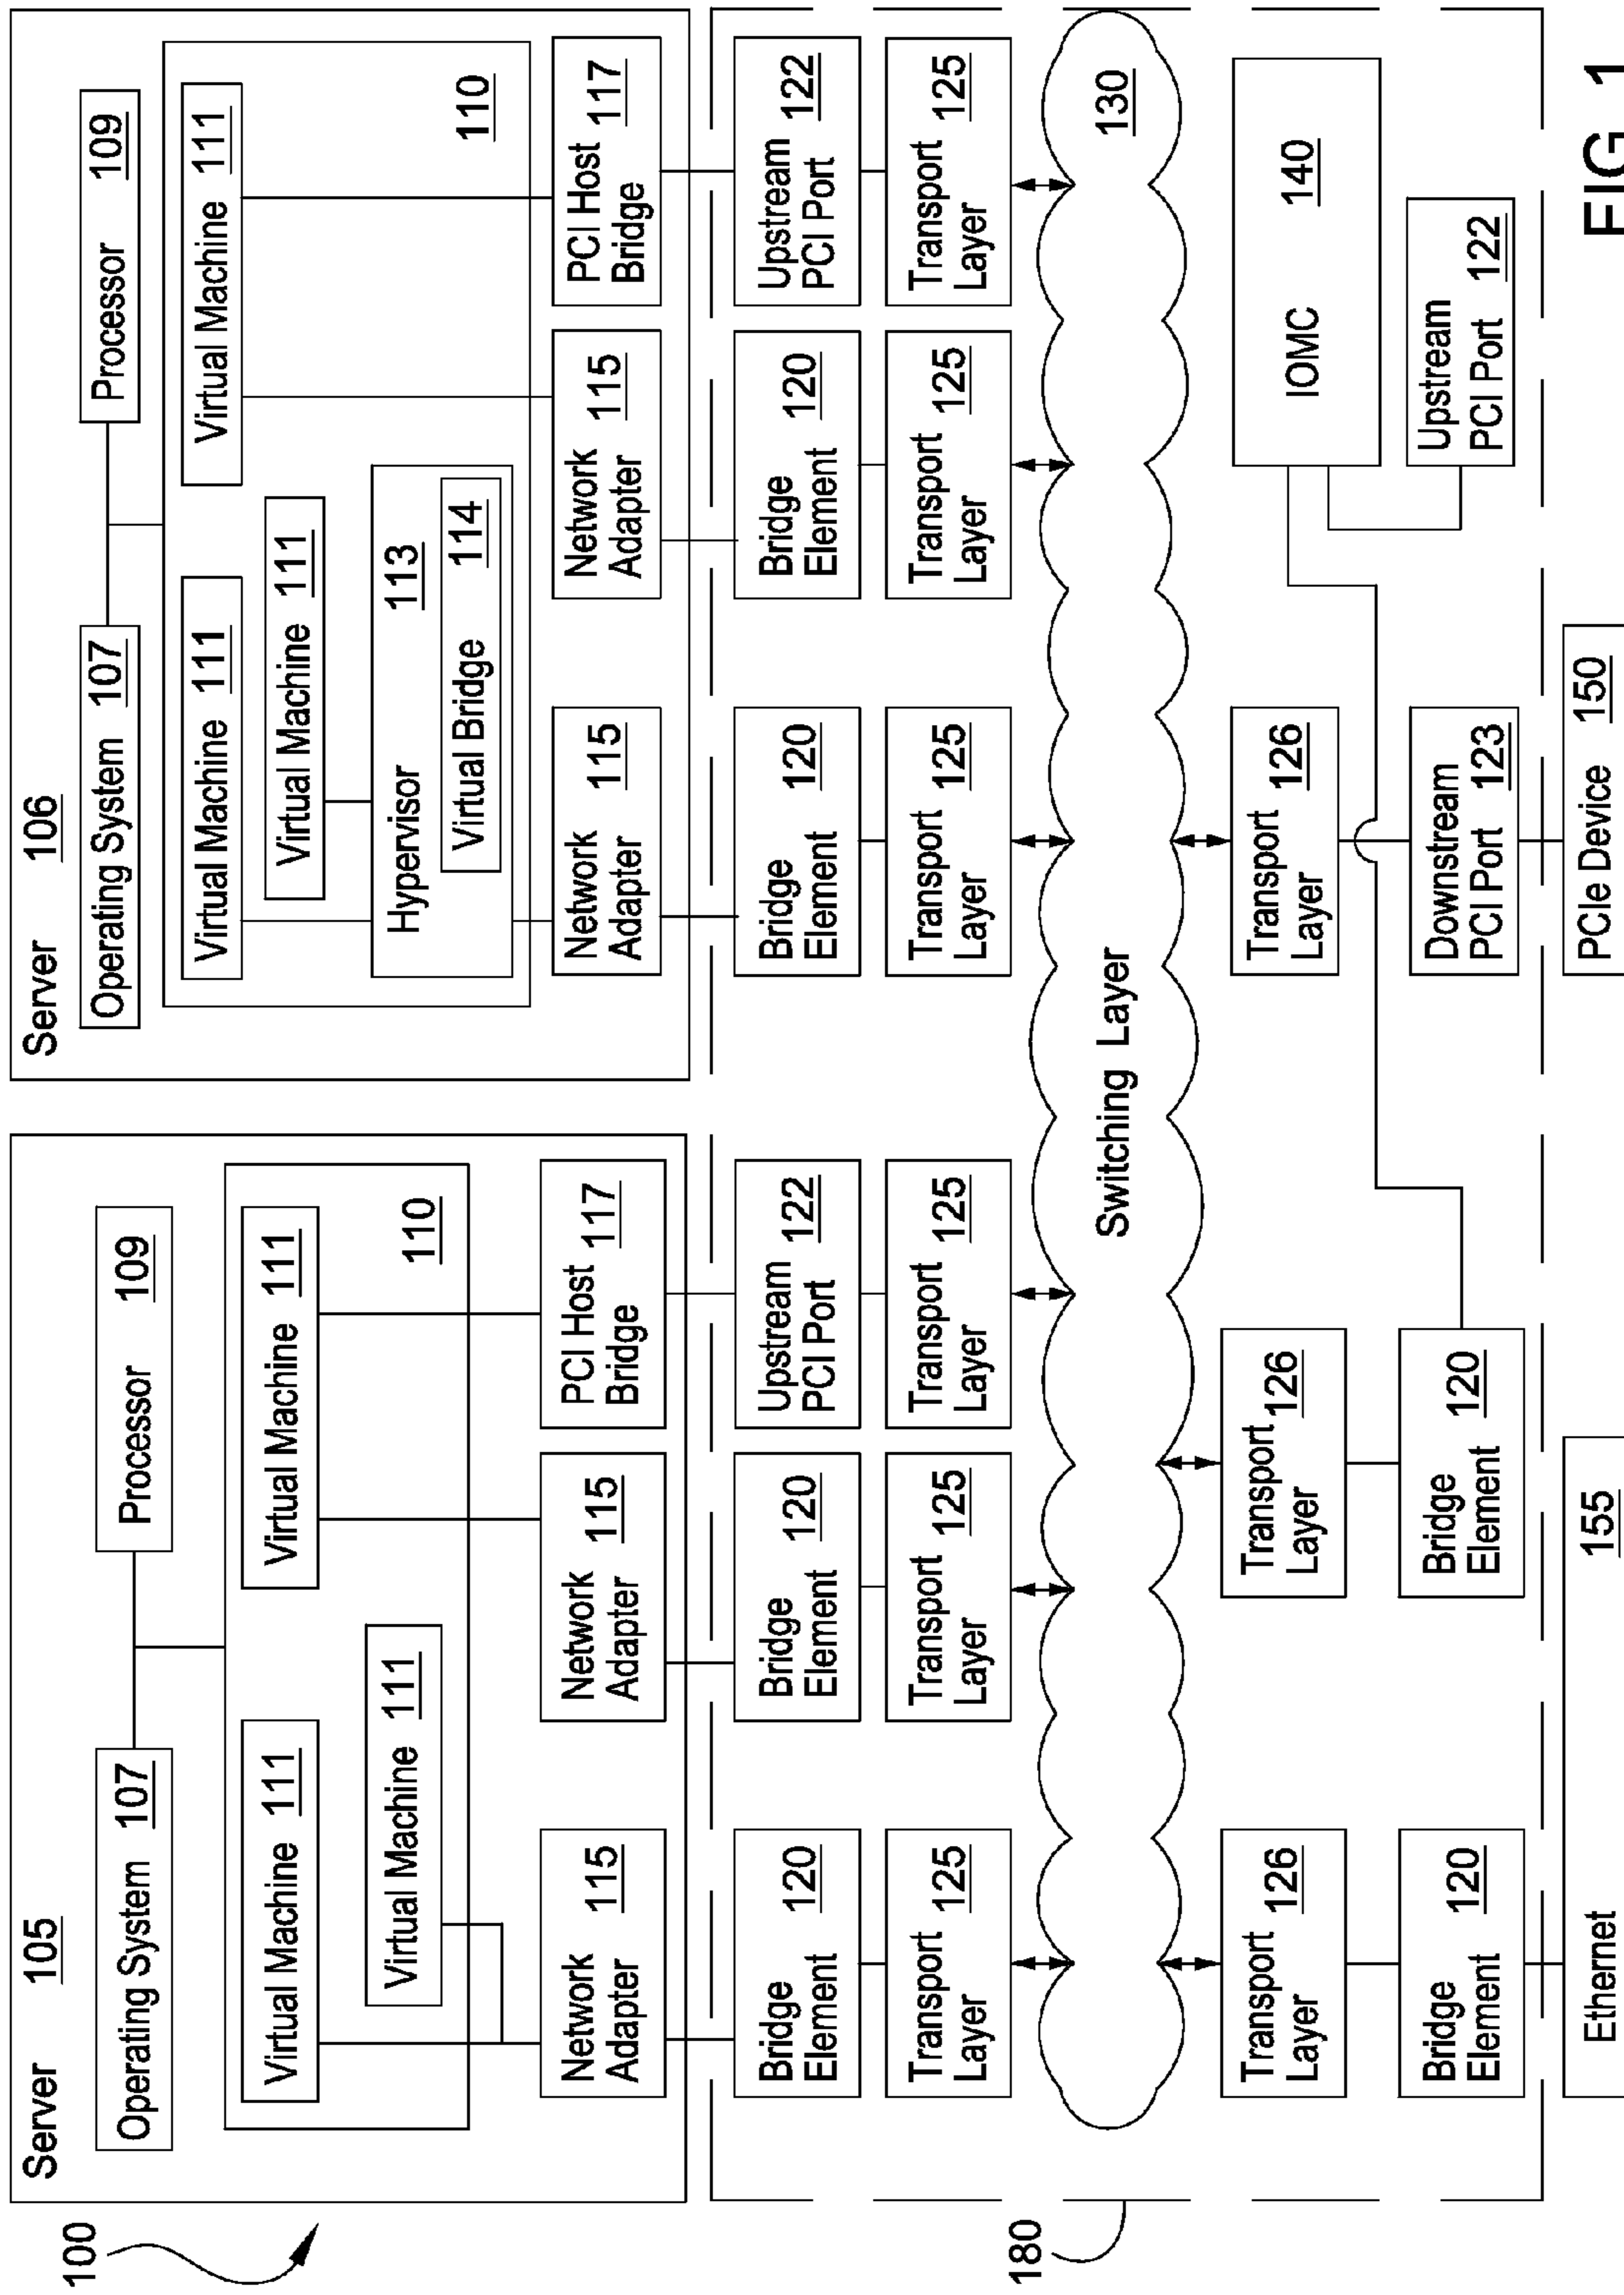 100
Server 105
Operating System 107
Processor 109
Virtual Machine 111
Virtual Machine 111
Virtual Machine 111
110
Network
Adapter 115
Network
Adapter 115
PCI Host
Bridge 117
Server 106
Operating System 107
Processor 109
Virtual Machine 111
Virtual Machine 111
Virtual Machine 111
Hypervisor 113
Virtual Bridge 114
110
Network
Adapter 115
Network
Adapter 115
PCI Host
Bridge 117
180
Bridge
Element 120
Bridge
Element 120
Upstream
PCI Port 122
Bridge
Element 120
Bridge
Element 120
Upstream
PCI Port 122
Transport
Layer 125
Transport
Layer 125
Transport
Layer 125
Transport
Layer 125
Transport
Layer 125
Transport
Layer 125
Switching Layer 130
Transport
Layer 126
Transport
Layer 126
Transport
Layer 126
IOMC 140
Bridge
Element 120
Bridge
Element 120
Downstream
PCI Port 123
Upstream
PCI Port 122
Ethernet 155
PCIe Device 150
FIG. 1